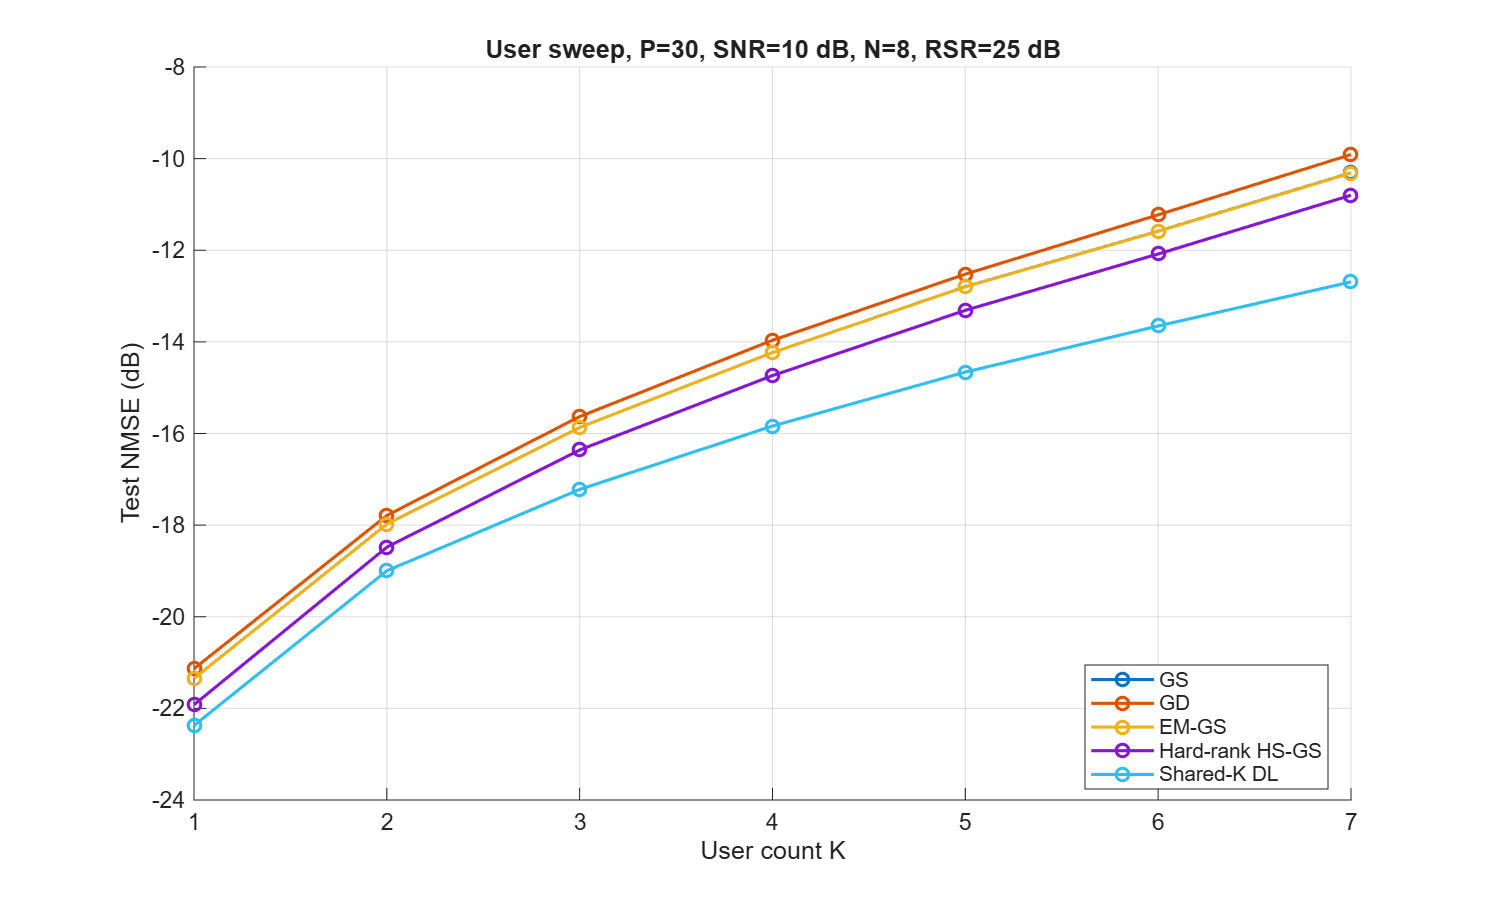 User sweep, P=30, SNR=10 dB, N=8, RSR=25 dB
-8
-10
-12
-14
-16
-18
-20
-22
-24
Test NMSE (dB)
1 2 3 4 5 6 7
User count K
GS
GD
EM-GS
Hard-rank HS-GS
Shared-K DL